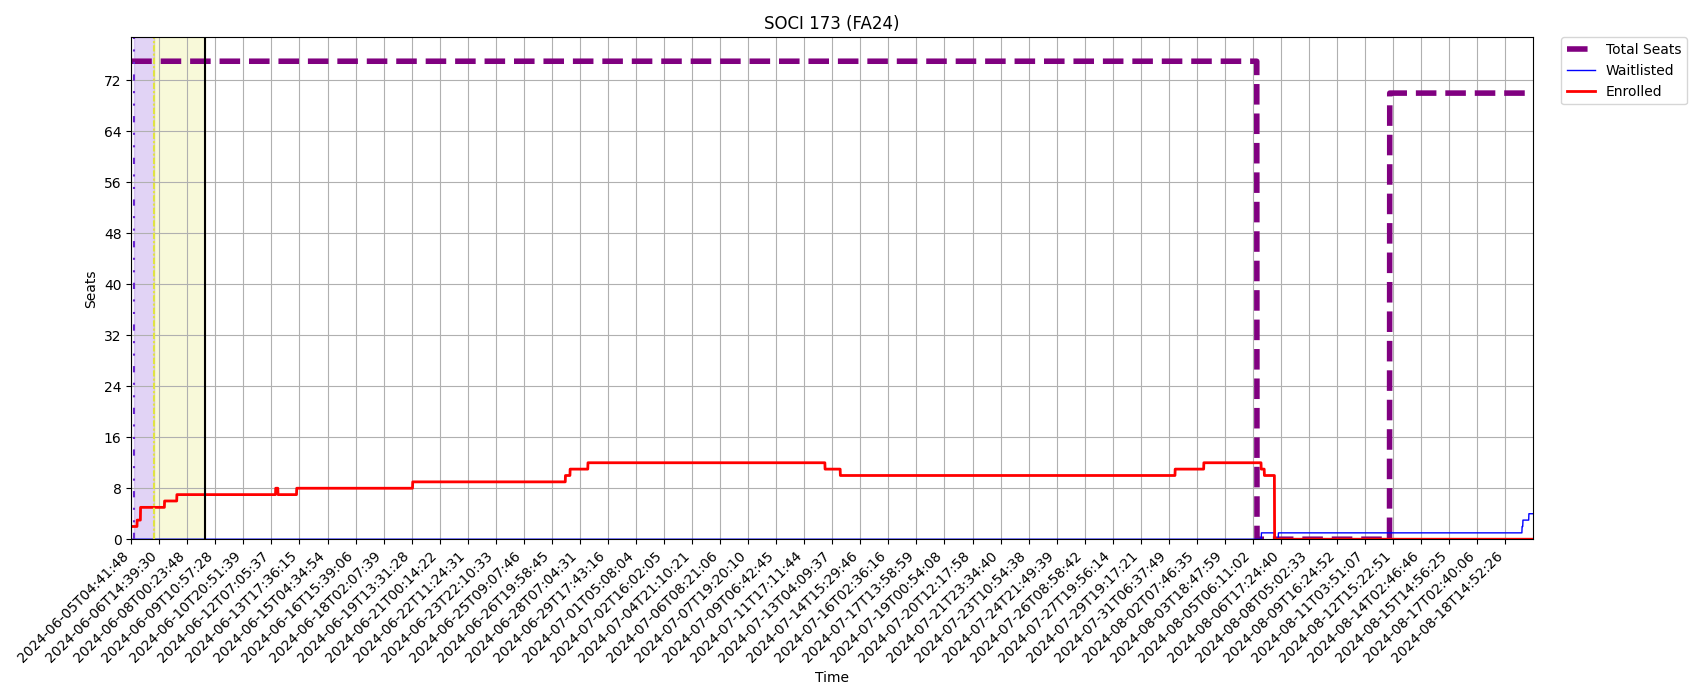 SOCI 173 (FA24)
Total Seats
Waitlisted
Enrolled
72
64
56
48
40
32
24
16
8
0
Seats
2024-06-05T04:41:48
2024-06-06T14:39:30
2024-06-08T00:23:48
2024-06-09T10:57:28
2024-06-10T20:51:39
2024-06-12T07:05:37
2024-06-13T17:36:15
2024-06-15T04:34:54
2024-06-16T15:39:06
2024-06-18T02:07:39
2024-06-19T13:31:28
2024-06-21T00:14:22
2024-06-22T11:24:31
2024-06-23T22:10:33
2024-06-25T09:07:46
2024-06-26T19:58:45
2024-06-28T07:04:31
2024-06-29T17:43:16
2024-07-01T05:08:04
2024-07-02T16:02:05
2024-07-04T21:10:21
2024-07-06T08:21:06
2024-07-07T19:20:10
2024-07-09T06:42:45
2024-07-11T17:11:44
2024-07-13T04:09:37
2024-07-14T15:29:46
2024-07-16T02:36:16
2024-07-17T13:58:59
2024-07-19T00:54:08
2024-07-20T12:17:58
2024-07-21T23:34:40
2024-07-23T10:54:38
2024-07-24T21:49:39
2024-07-26T08:58:42
2024-07-27T19:56:14
2024-07-29T19:17:21
2024-07-31T06:37:49
2024-08-02T07:46:35
2024-08-03T18:47:59
2024-08-05T06:11:02
2024-08-06T17:24:40
2024-08-08T05:02:33
2024-08-09T16:24:52
2024-08-11T03:51:07
2024-08-12T15:22:51
2024-08-14T02:46:46
2024-08-15T14:56:25
2024-08-17T02:40:06
2024-08-18T14:52:26
Time